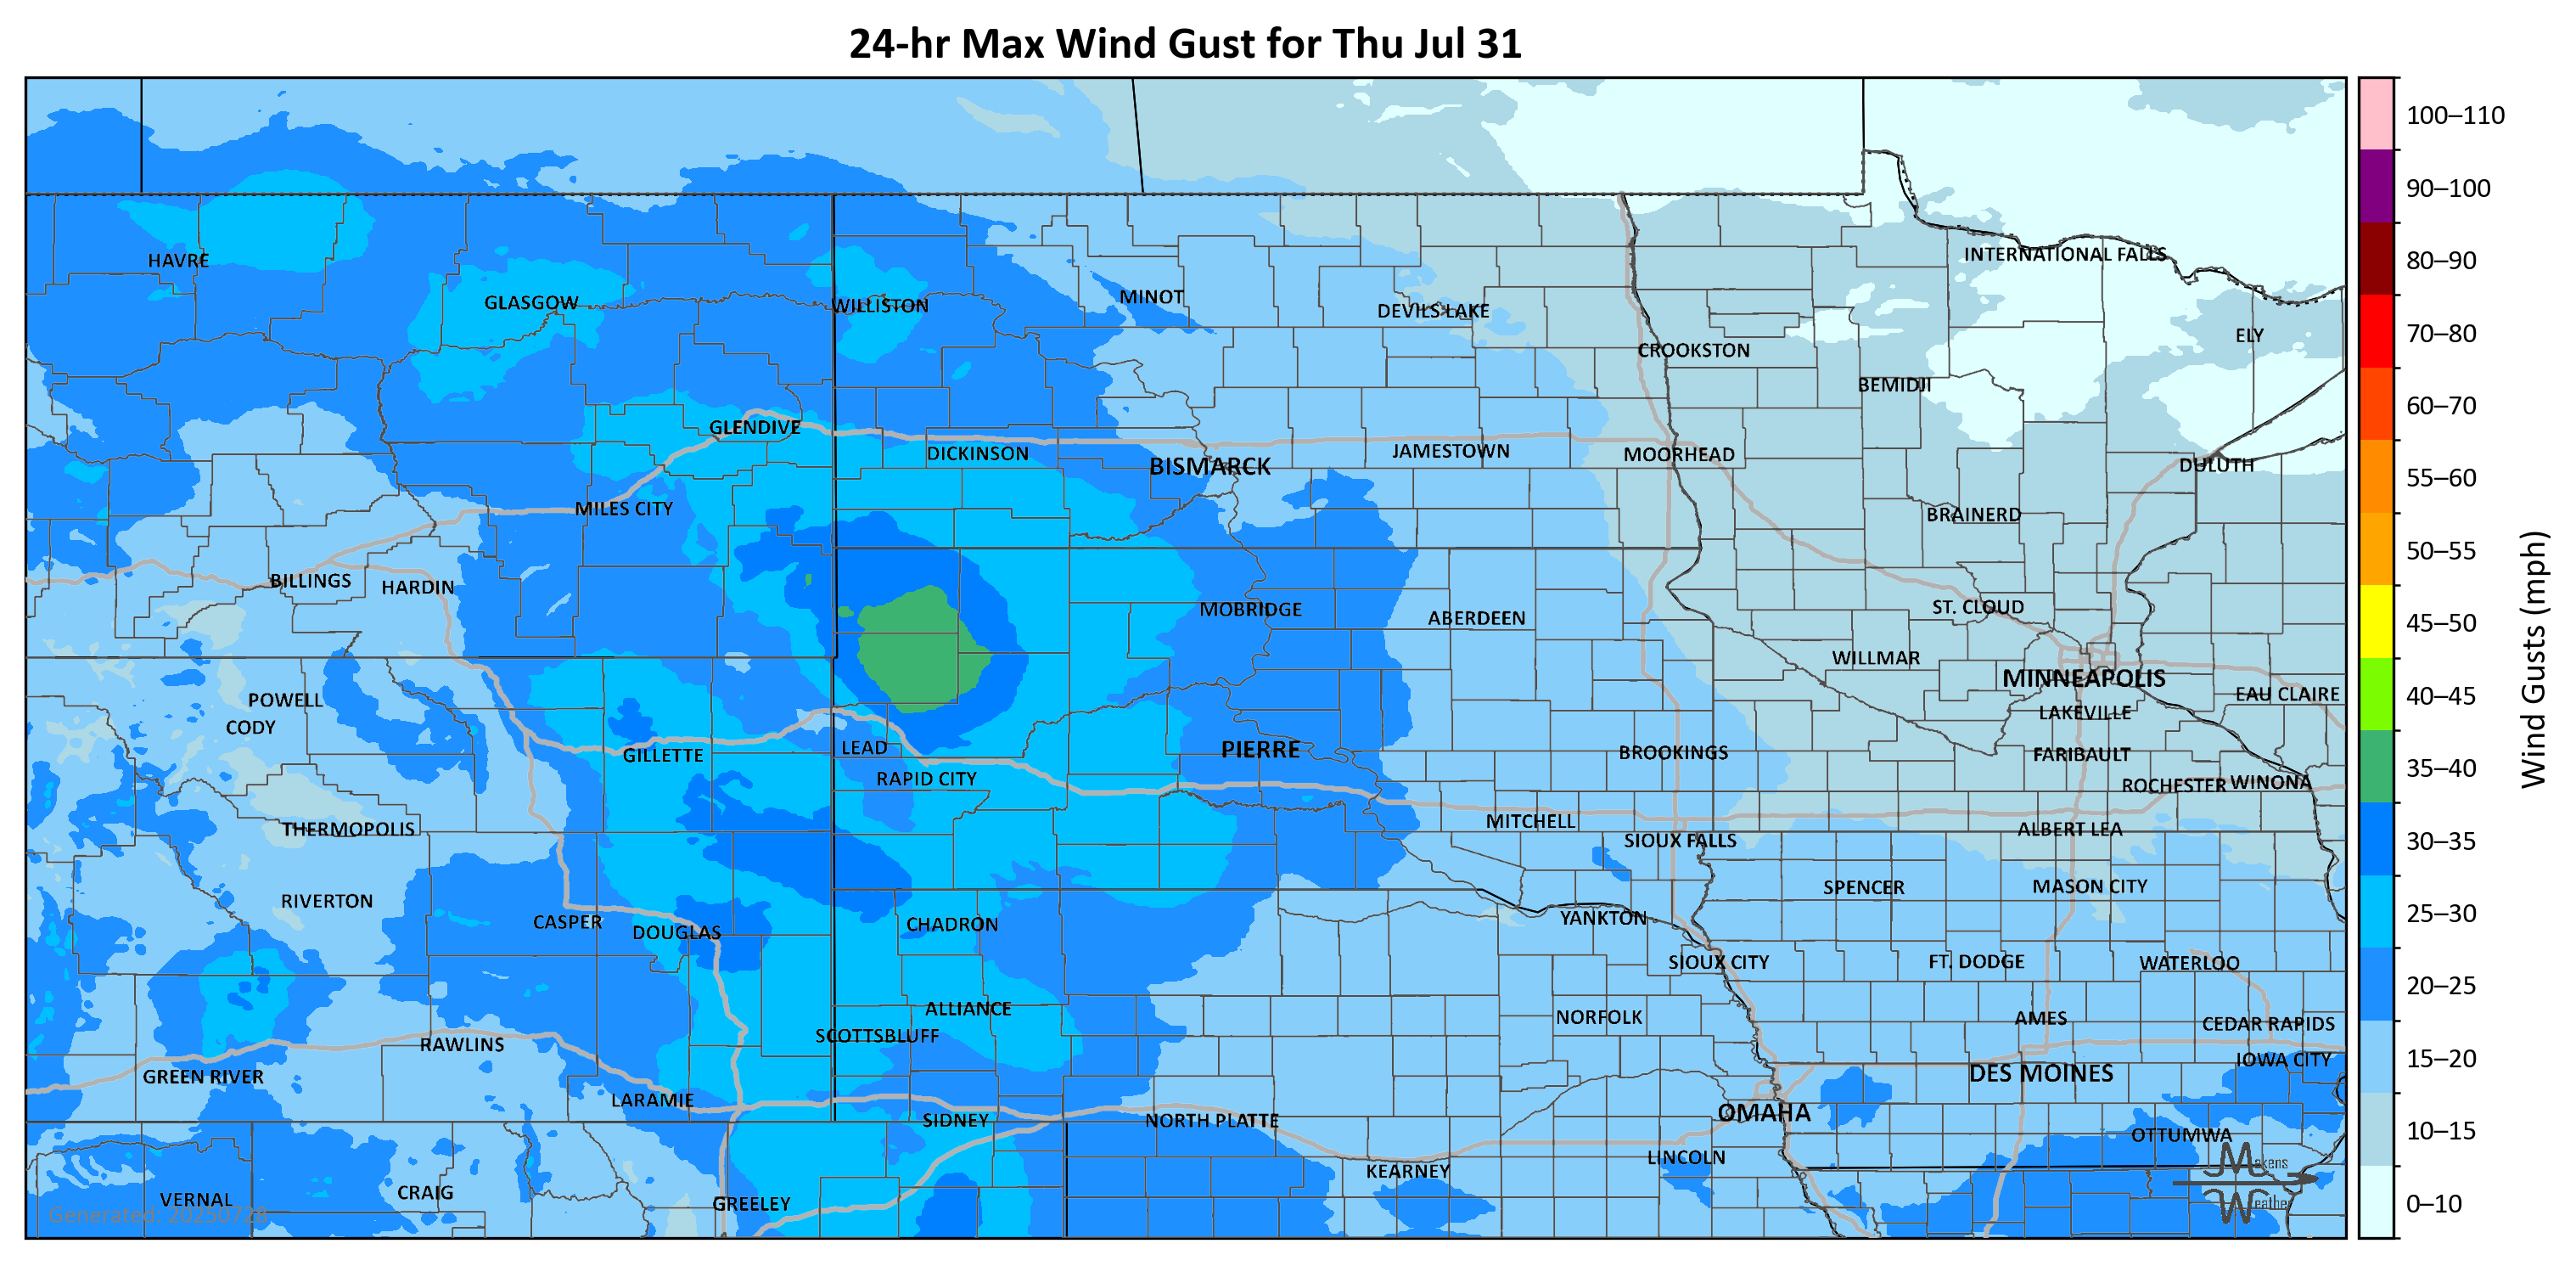 24-hr Max Wind Gust for Thu Jul 31
100–110
90–100
80–90
70–80
60–70
55–60
50–55
45–50
40–45
35–40
30–35
25–30
20–25
15–20
10–15
0–10
Wind Gusts (mph)
HAVRE
INTERNATIONAL FALLS
GLASGOW
WILLISTON
MINOT
DEVILS LAKE
ELY
CROOKSTON
BEMIDJI
GLENDIVE
DICKINSON
BISMARCK
JAMESTOWN
MOORHEAD
DULUTH
MILES CITY
BRAINERD
BILLINGS
HARDIN
MOBRIDGE
ABERDEEN
ST. CLOUD
WILLMAR
MINNEAPOLIS
POWELL
EAU CLAIRE
CODY
LAKEVILLE
GILLETTE
LEAD
PIERRE
BROOKINGS
FARIBAULT
RAPID CITY
ROCHESTER
WINONA
THERMOPOLIS
MITCHELL
SIOUX FALLS
ALBERT LEA
RIVERTON
SPENCER
MASON CITY
CASPER
DOUGLAS
CHADRON
YANKTON
SIOUX CITY
FT. DODGE
WATERLOO
ALLIANCE
NORFOLK
AMES
CEDAR RAPIDS
SCOTTSBLUFF
RAWLINS
IOWA CITY
GREEN RIVER
DES MOINES
LARAMIE
SIDNEY
NORTH PLATTE
OMAHA
OTTUMWA
LINCOLN
KEARNEY
VERNAL
CRAIG
GREELEY
Makens
Weather
Generated: 20250728